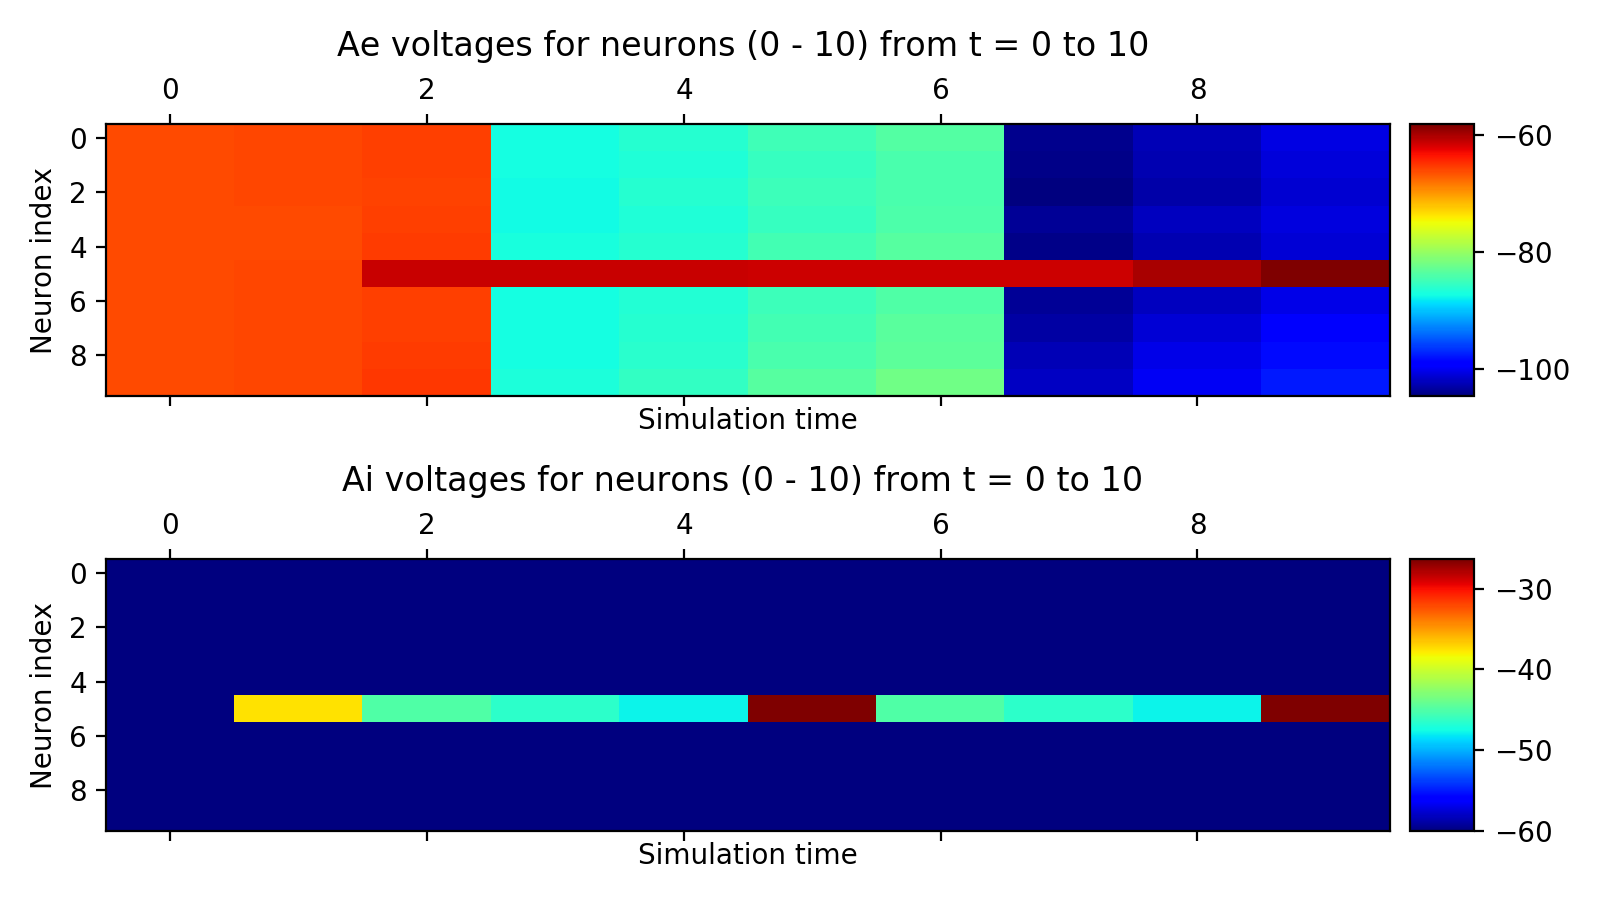 Ae voltages for neurons (0 - 10) from t = 0 to 10
0 2 4 6 8
Neuron index
0
2
4
6
8
−60
−80
−100
Simulation time
Ai voltages for neurons (0 - 10) from t = 0 to 10
0 2 4 6 8
Neuron index
0
2
4
6
8
−30
−40
−50
−60
Simulation time